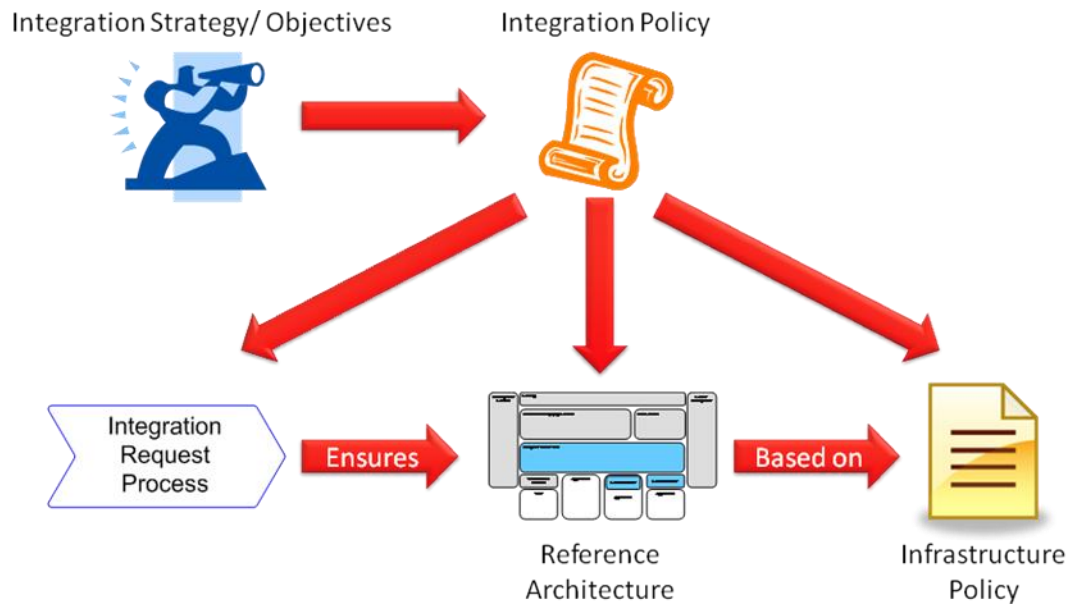 Integration Strategy/ Objectives
Integration Policy
Integration
Request
Process
Ensures
Based on
Reference
Architecture
Infrastructure
Policy